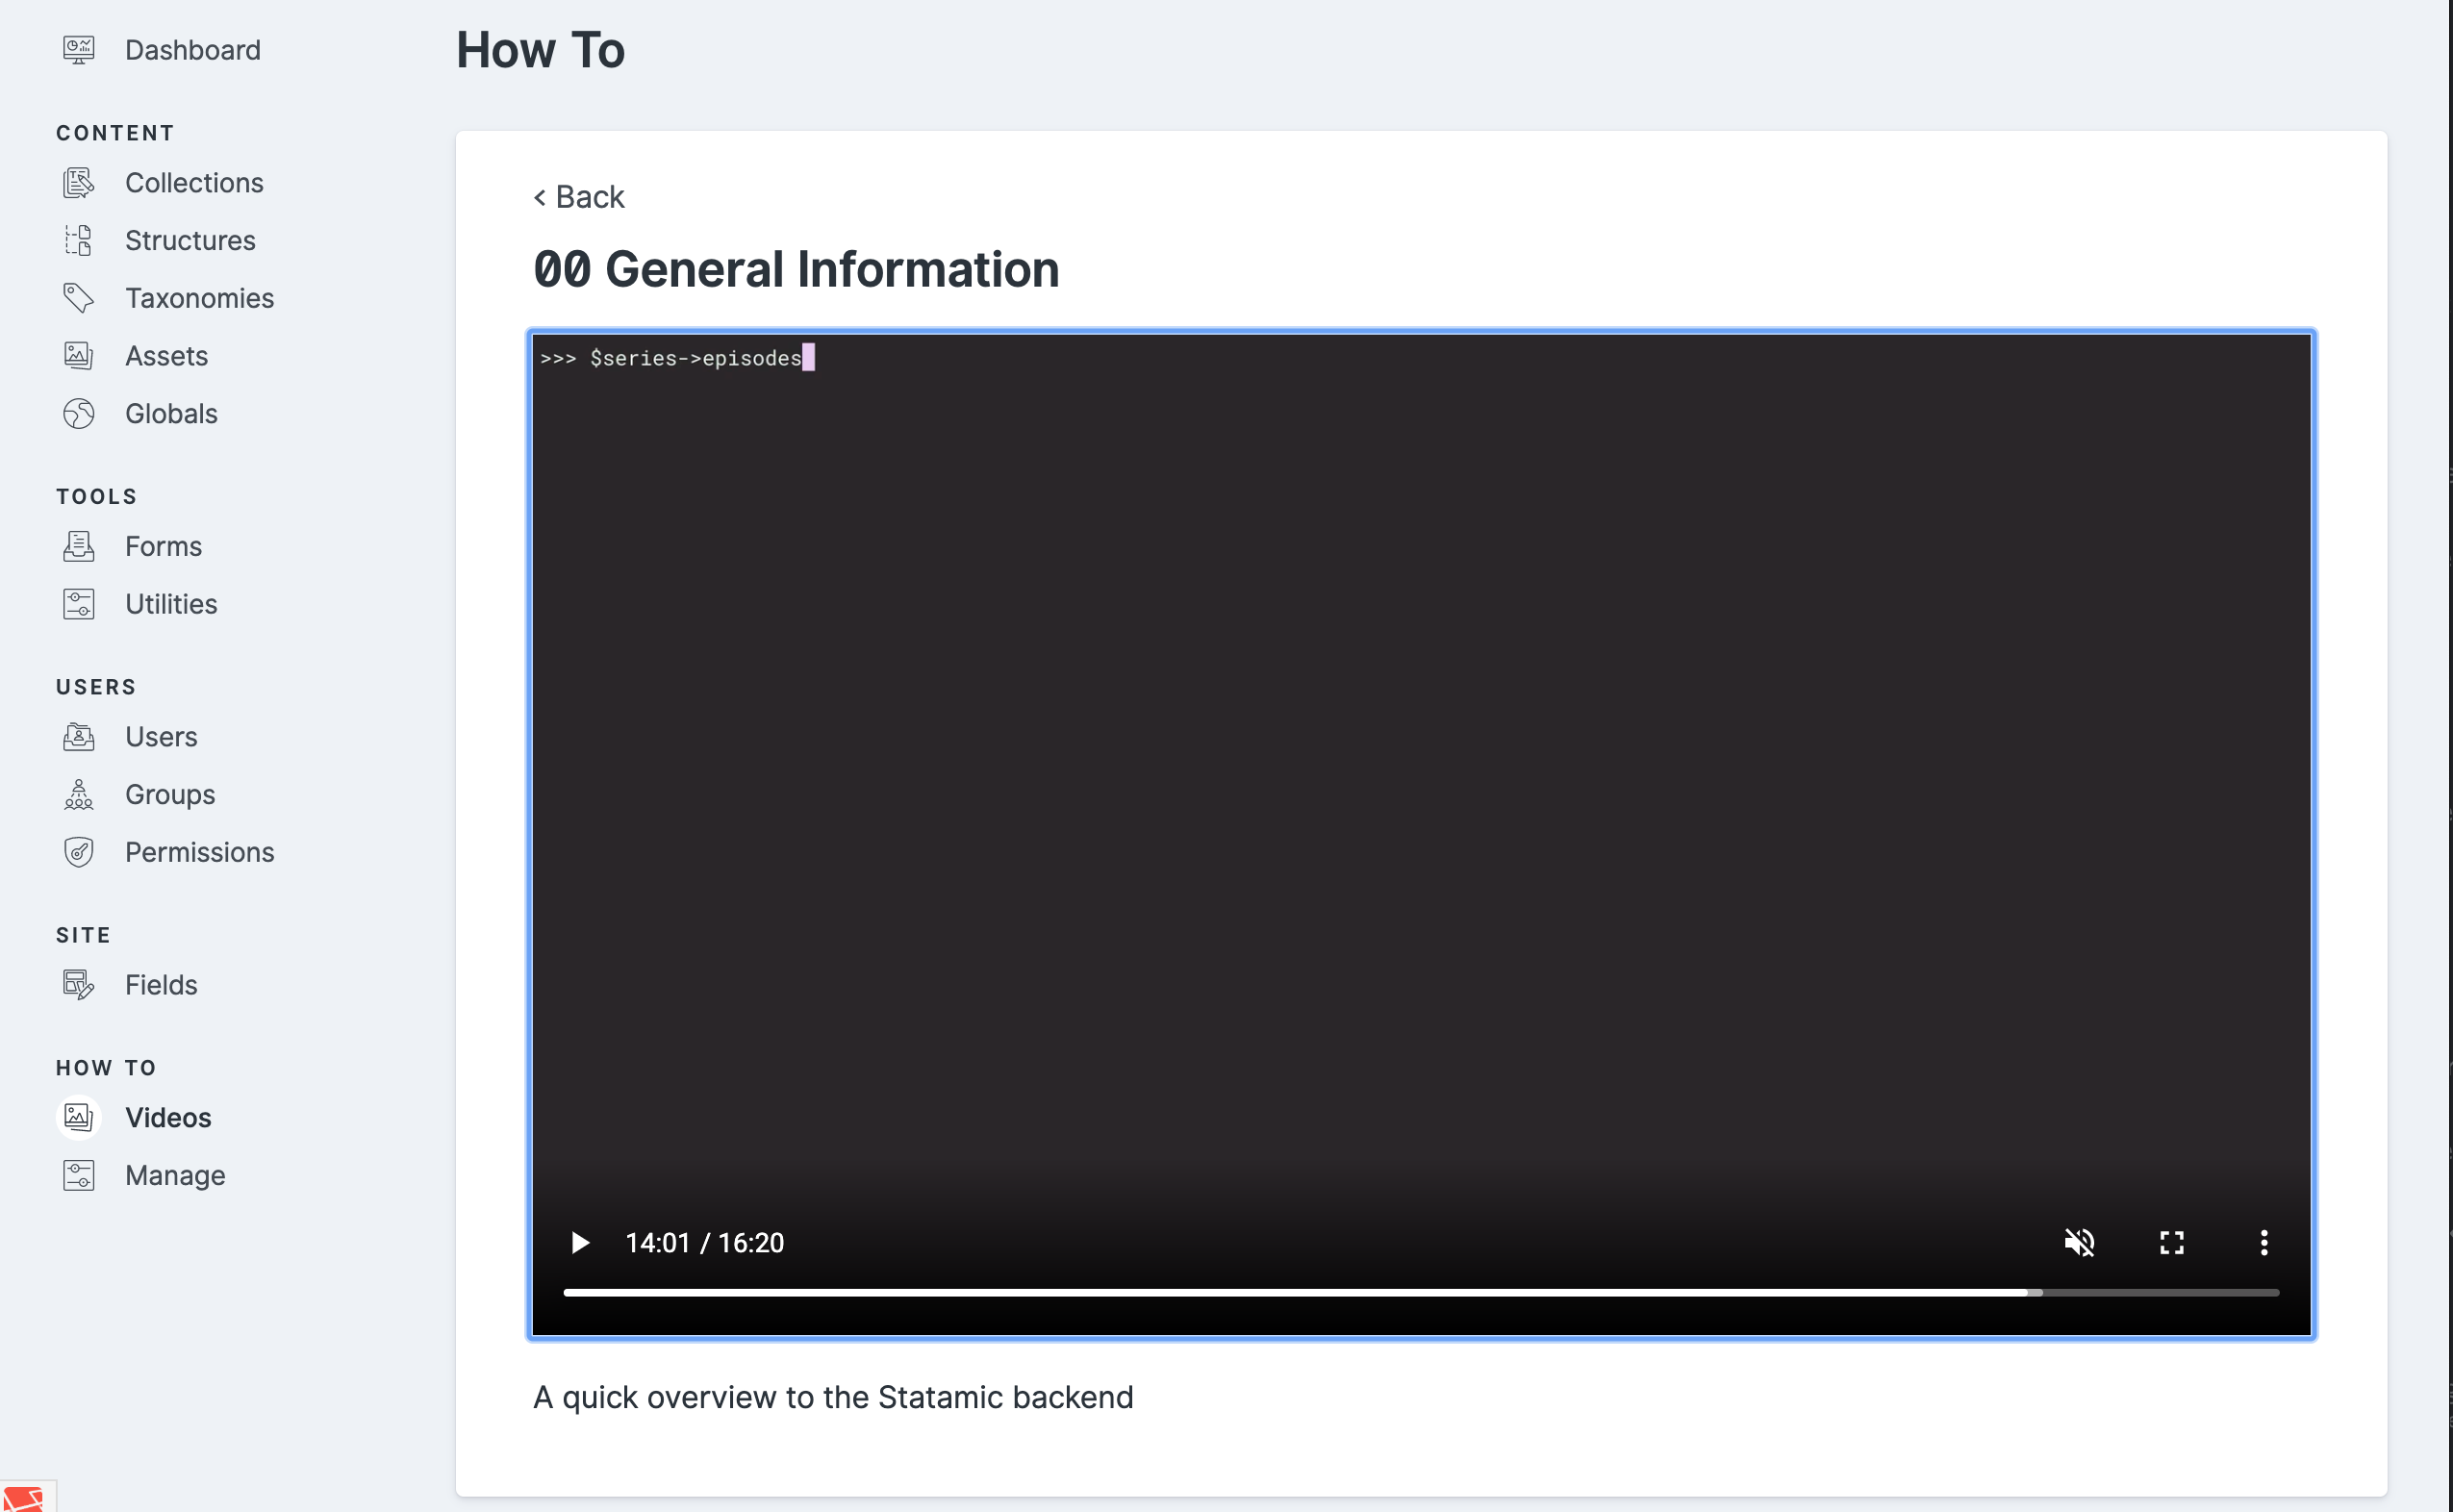 Dashboard
CONTENT
Collections
Structures
Taxonomies
Assets
Globals
TOOLS
Forms
Utilities
USERS
Users
Groups
Permissions
SITE
Fields
HOW TO
Videos
Manage
How To
< Back
00 General Information
>>> $series->episodes
14:01 / 16:20
A quick overview to the Statamic backend